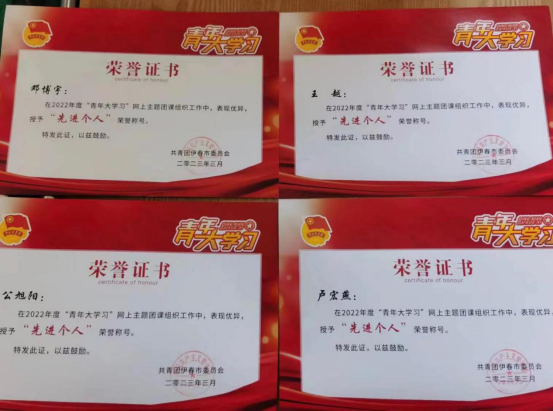 青年大学习
荣誉证书
certificate of honour
邓博宇：
在2022年度“青年大学习”网上主题团课组织工作中，表现优异，
授予“先进个人”荣誉称号。
特发此证，以兹鼓励。
共青团伊春市委员会
二〇二三年三月
青年大学习
荣誉证书
certificate of honour
王 越：
在2022年度“青年大学习”网上主题团课组织工作中，表现优异，
授予“先进个人”荣誉称号。
特发此证，以兹鼓励。
共青团伊春市委员会
二〇二三年三月
青年大学习
荣誉证书
certificate of honour
公旭阳：
在2022年度“青年大学习”网上主题团课组织工作中，表现优异，
授予“先进个人”荣誉称号。
特发此证，以兹鼓励。
共青团伊春市委员会
二〇二三年三月
青年大学习
荣誉证书
certificate of honour
卢宏燕：
在2022年度“青年大学习”网上主题团课组织工作中，表现优异，
授予“先进个人”荣誉称号。
特发此证，以兹鼓励。
共青团伊春市委员会
二〇二三年三月